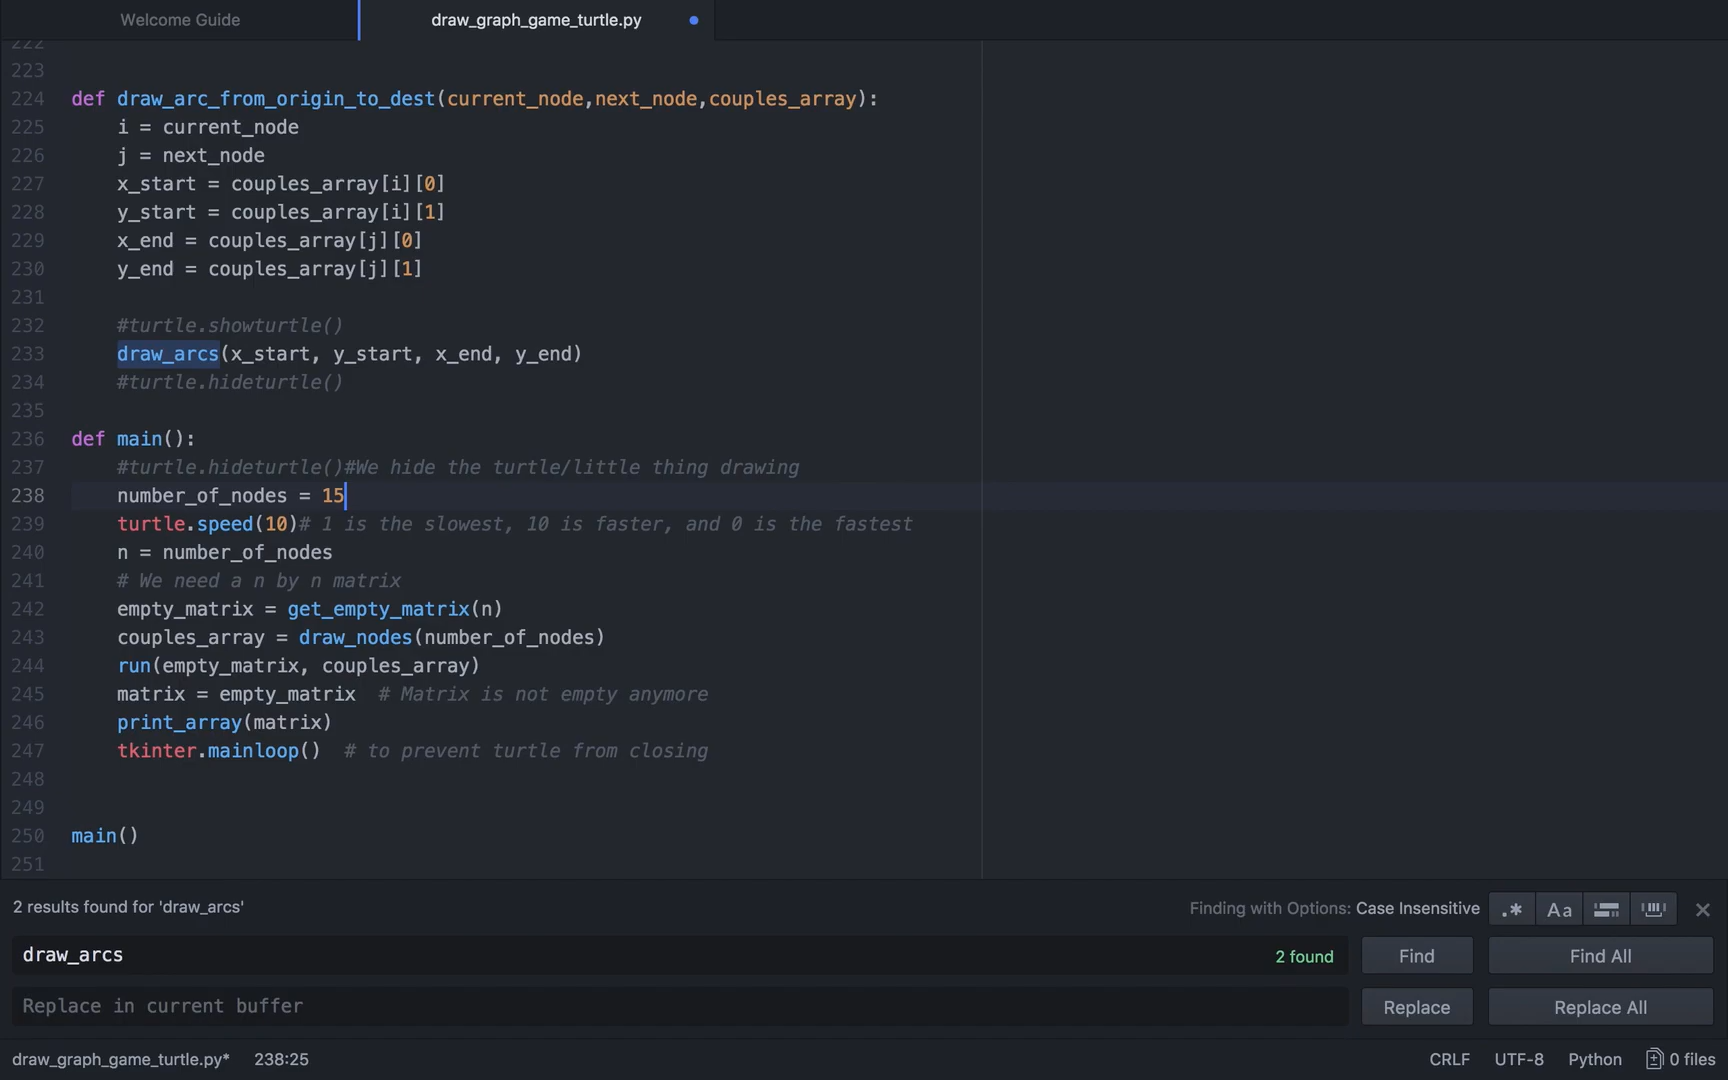 Welcome Guide
draw_graph_game_turtle.py
222
223
224 def draw_arc_from_origin_to_dest(current_node,next_node,couples_array):
225 i = current_node
226 j = next_node
227 x_start = couples_array[i][0]
228 y_start = couples_array[i][1]
229 x_end = couples_array[j][0]
230 y_end = couples_array[j][1]
231
232 #turtle.showturtle()
233 draw_arcs(x_start, y_start, x_end, y_end)
234 #turtle.hideturtle()
235
236 def main():
237 #turtle.hideturtle()#We hide the turtle/little thing drawing
238 number_of_nodes = 15
239 turtle.speed(10)# 1 is the slowest, 10 is faster, and 0 is the fastest
240 n = number_of_nodes
241 # We need a n by n matrix
242 empty_matrix = get_empty_matrix(n)
243 couples_array = draw_nodes(number_of_nodes)
244 run(empty_matrix, couples_array)
245 matrix = empty_matrix  # Matrix is not empty anymore
246 print_array(matrix)
247 tkinter.mainloop()  # to prevent turtle from closing
248
249
250 main()
251
2 results found for 'draw_arcs'
Finding with Options: Case Insensitive
.* Aa
draw_arcs
2 found
Find
Find All
Replace in current buffer
Replace
Replace All
draw_graph_game_turtle.py* 238:25
CRLF UTF-8 Python 0 files